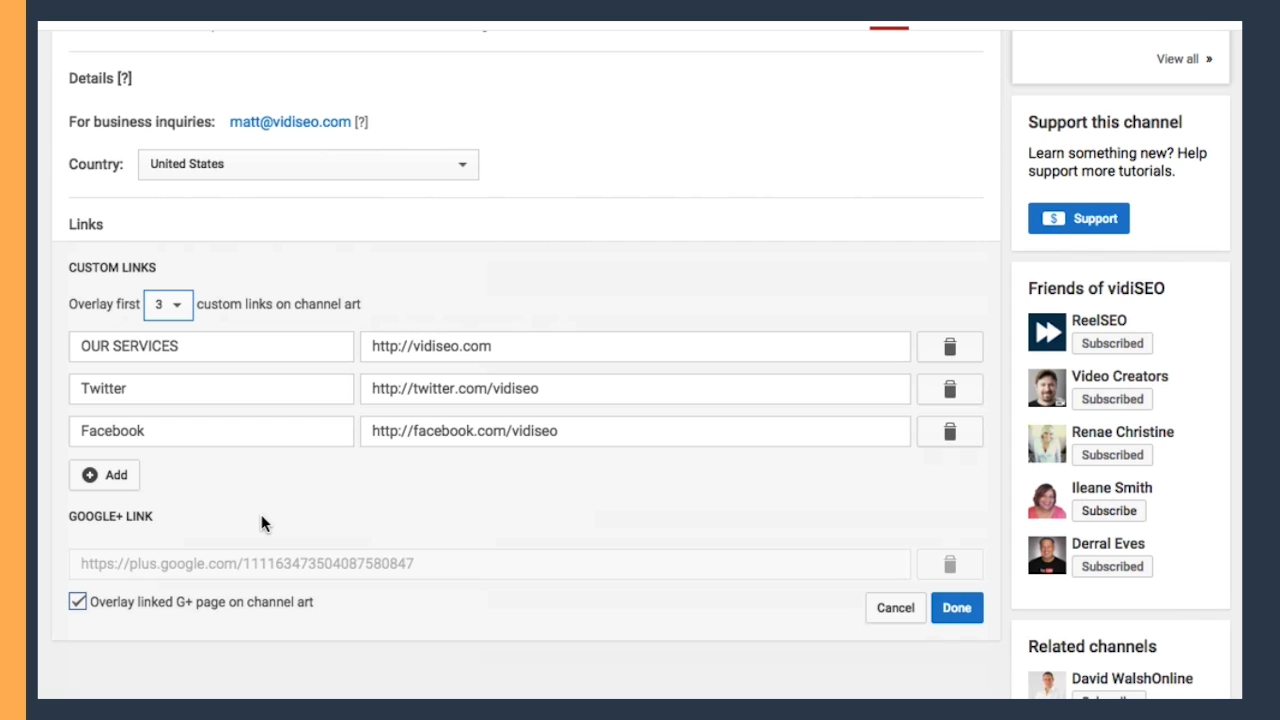 Details [?]
For business inquiries: matt@vidiseo.com [?]
Country: United States
Links
CUSTOM LINKS
Overlay first 3 custom links on channel art
OUR SERVICES http://vidiseo.com
Twitter http://twitter.com/vidiseo
Facebook http://facebook.com/vidiseo
Add
GOOGLE+ LINK
https://plus.google.com/111163473504087580847
Overlay linked G+ page on channel art
Cancel Done
View all »
Support this channel
Learn something new? Help
support more tutorials.
$ Support
Friends of vidiSEO
ReelSEO
Subscribed
Video Creators
Subscribed
Renae Christine
Subscribed
Ileane Smith
Subscribe
Derral Eves
Subscribed
Related channels
David WalshOnline